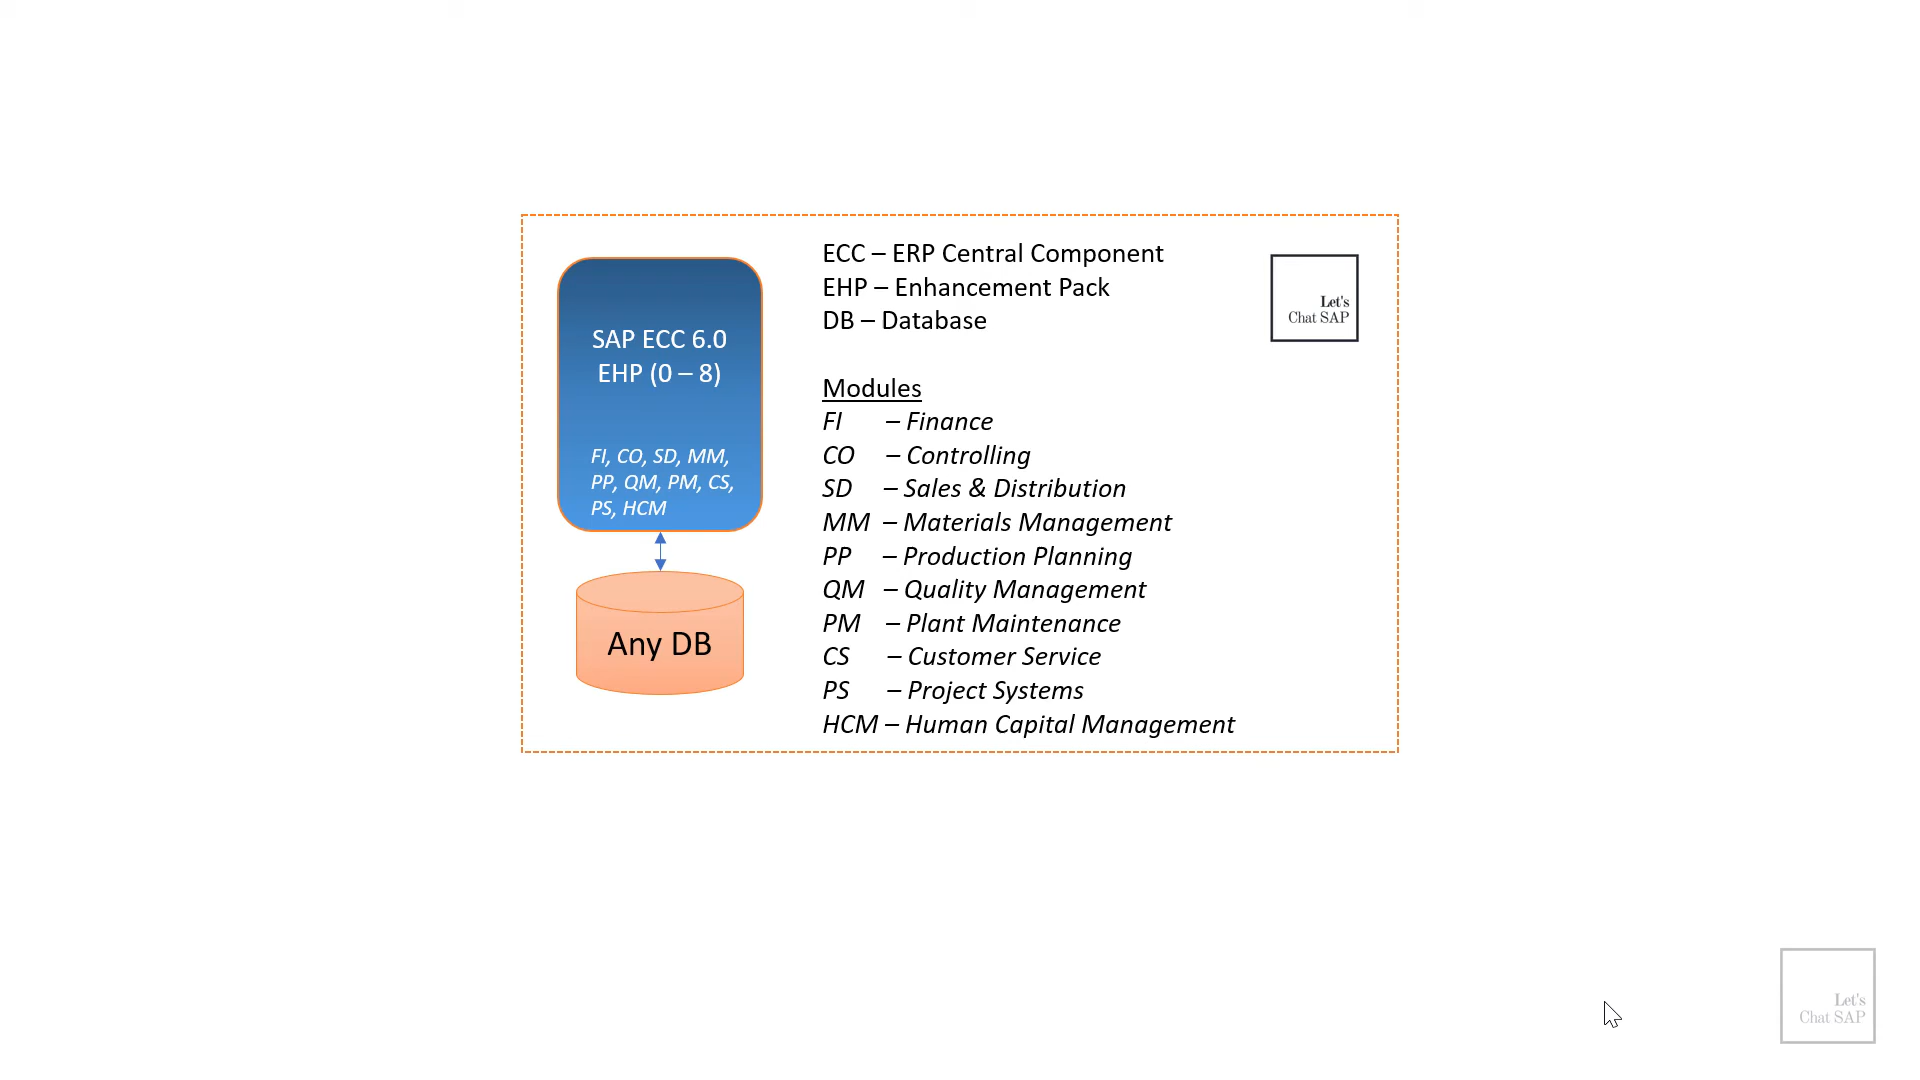 SAP ECC 6.0
EHP (0 – 8)
FI, CO, SD, MM,
PP, QM, PM, CS,
PS, HCM
Any DB
ECC – ERP Central Component
EHP – Enhancement Pack
DB – Database
Modules
FI – Finance
CO – Controlling
SD – Sales & Distribution
MM – Materials Management
PP – Production Planning
QM – Quality Management
PM – Plant Maintenance
CS – Customer Service
PS – Project Systems
HCM – Human Capital Management
Let's
Chat SAP
Let's
Chat SAP